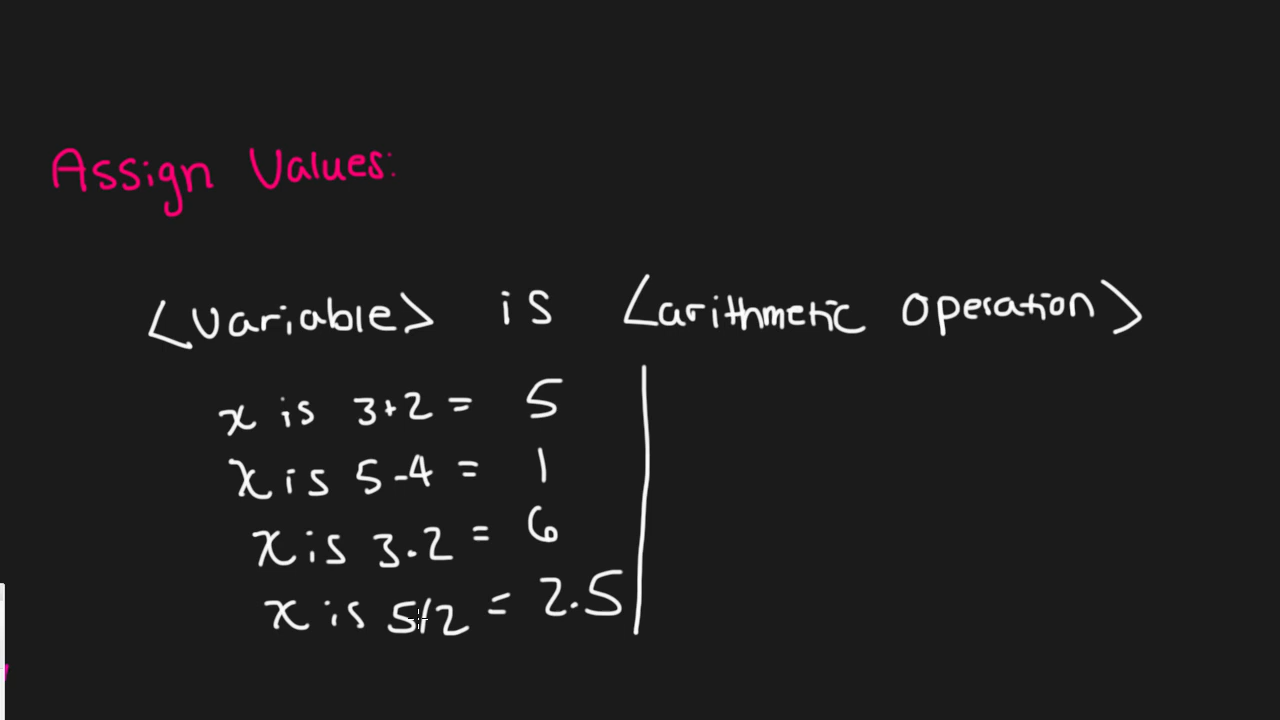 Assign Values:
<variable> is <arithmetic operation>
x is 3+2 = 5
x is 5-4 = 1
x is 3.2 = 6
x is 5/2 = 2.5